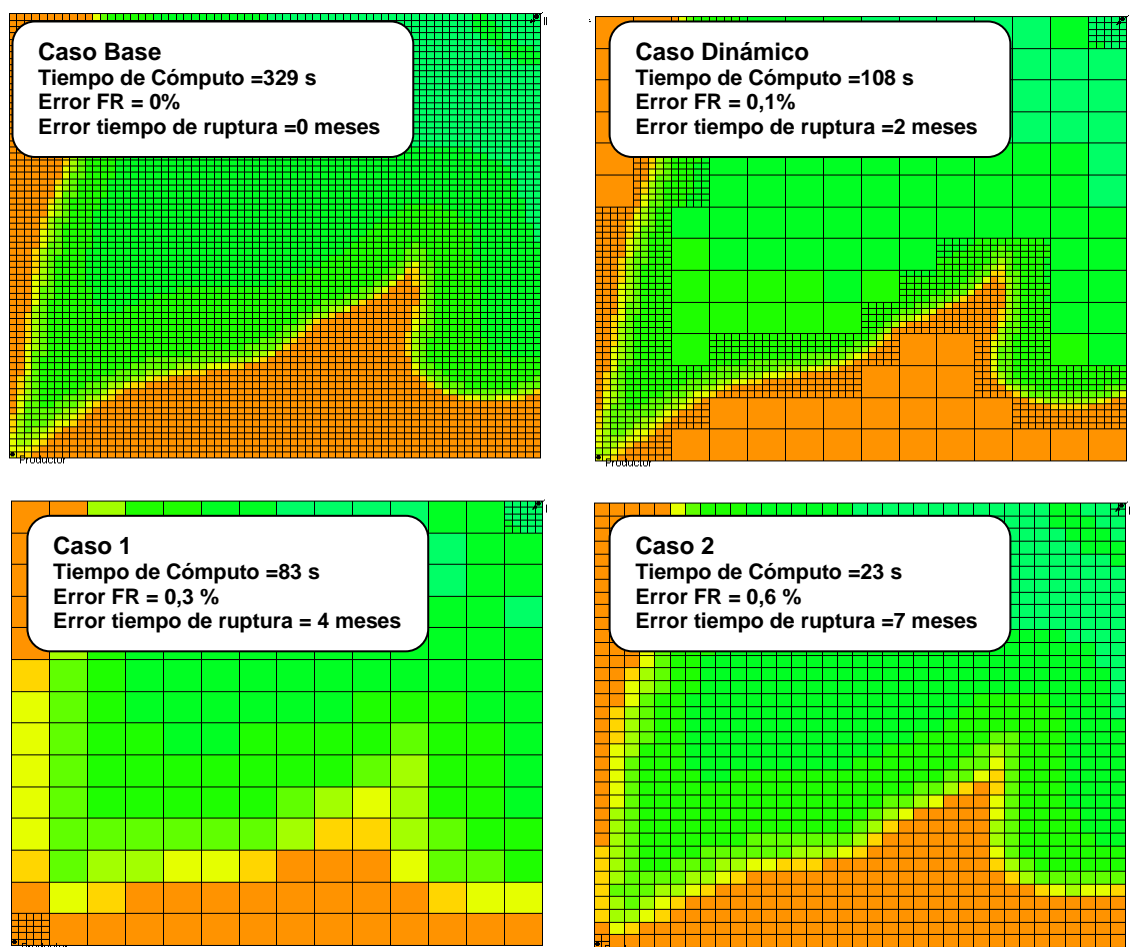 Caso Base
Tiempo de Cómputo =329 s
Error FR = 0%
Error tiempo de ruptura =0 meses
Productor
Caso Dinámico
Tiempo de Cómputo =108 s
Error FR = 0,1%
Error tiempo de ruptura =2 meses
Productor
Caso 1
Tiempo de Cómputo =83 s
Error FR = 0,3 %
Error tiempo de ruptura = 4 meses
Caso 2
Tiempo de Cómputo =23 s
Error FR = 0,6 %
Error tiempo de ruptura =7 meses